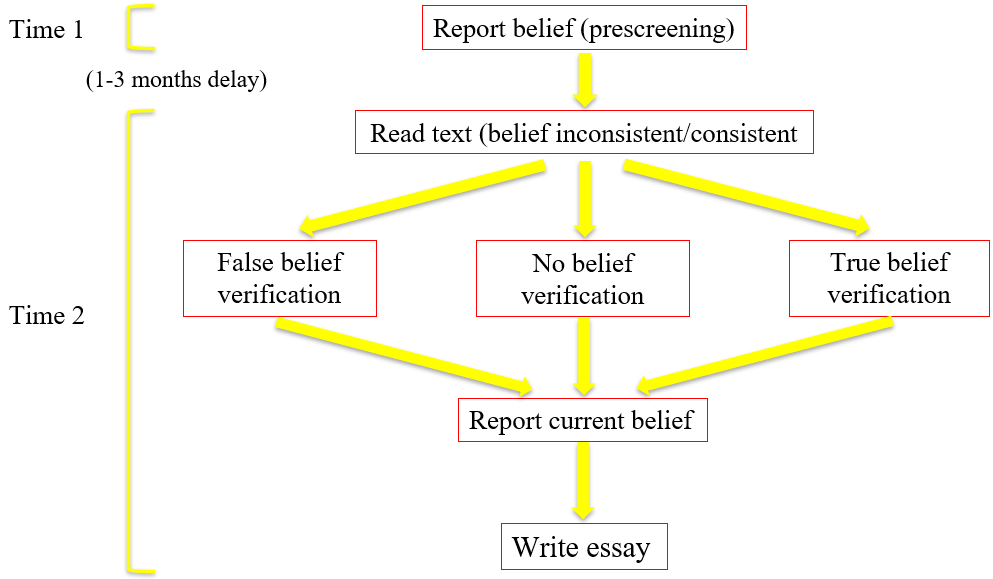 Time 1
Report belief (prescreening)
(1-3 months delay)
Read text (belief inconsistent/consistent
False belief
verification
No belief
verification
True belief
verification
Time 2
Report current belief
Write essay